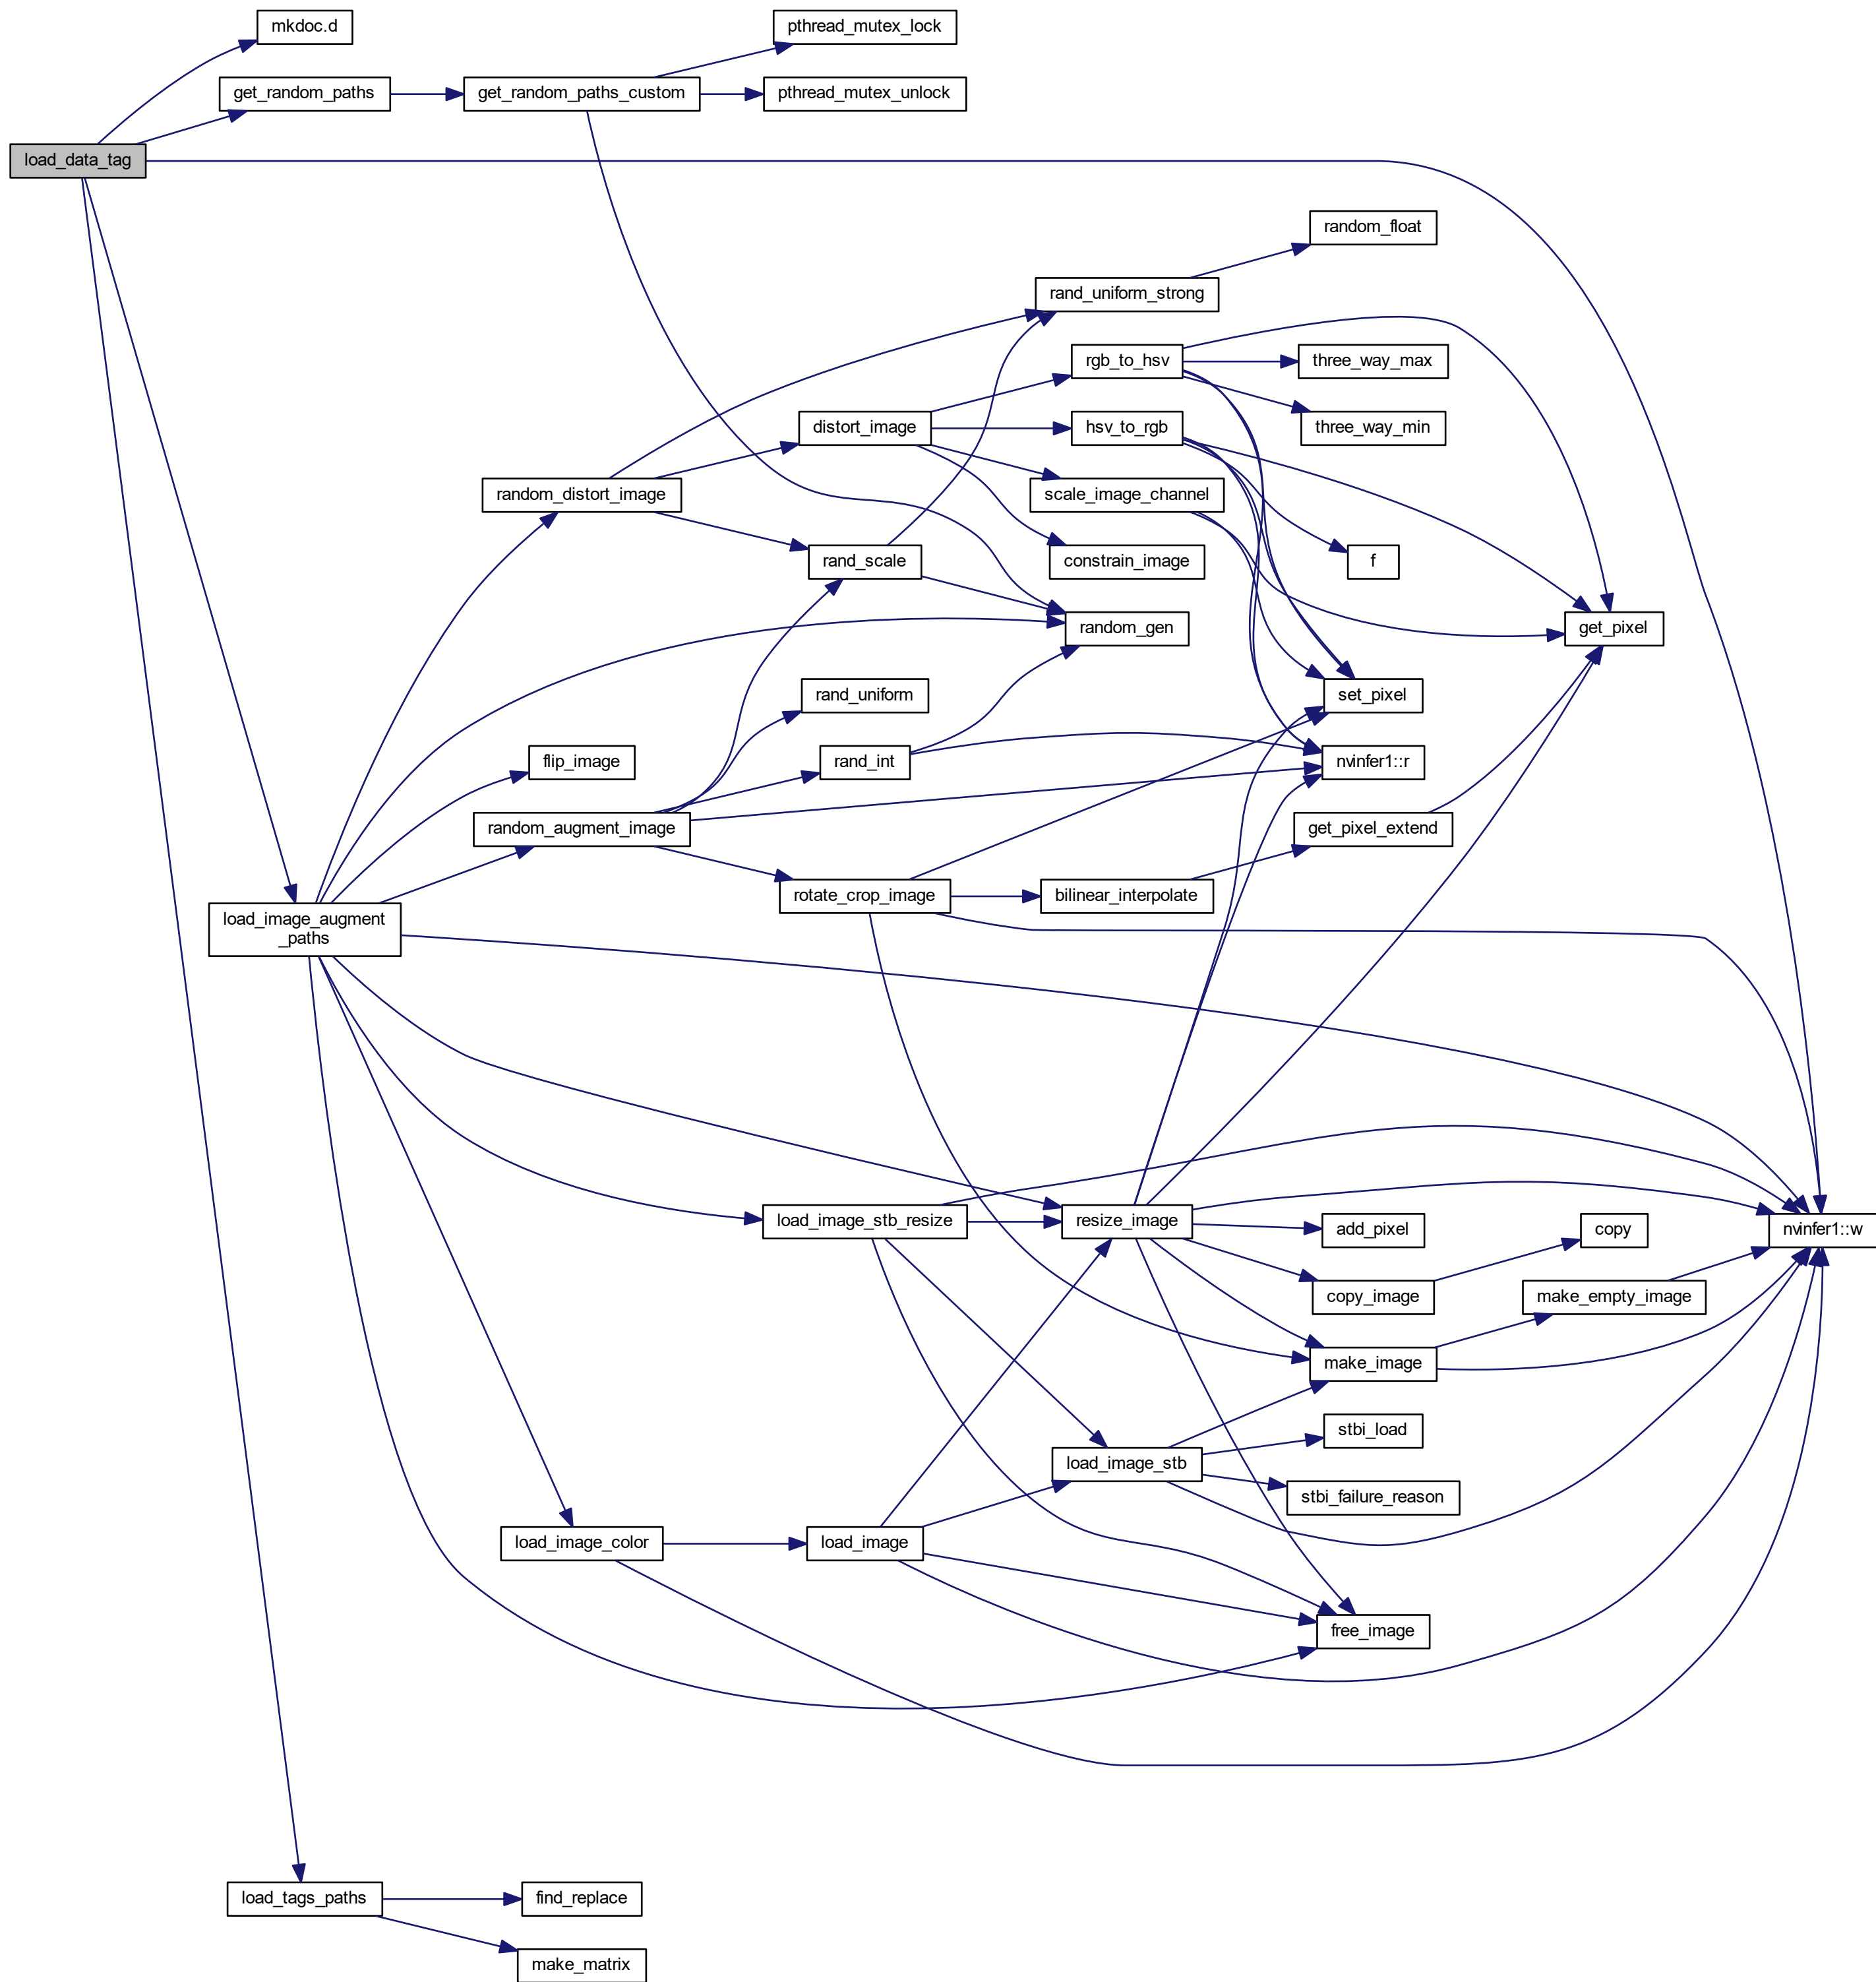 mkdoc.d
pthread_mutex_lock
get_random_paths
get_random_paths_custom
pthread_mutex_unlock
load_data_tag
random_float
rand_uniform_strong
rgb_to_hsv
three_way_max
distort_image
hsv_to_rgb
three_way_min
random_distort_image
scale_image_channel
rand_scale
constrain_image
f
random_gen
get_pixel
rand_uniform
set_pixel
flip_image
rand_int
nvinfer1::r
random_augment_image
get_pixel_extend
rotate_crop_image
bilinear_interpolate
load_image_augment
_paths
load_image_stb_resize
resize_image
add_pixel
copy
nvinfer1::w
copy_image
make_empty_image
make_image
stbi_load
load_image_stb
stbi_failure_reason
load_image_color
load_image
free_image
load_tags_paths
find_replace
make_matrix